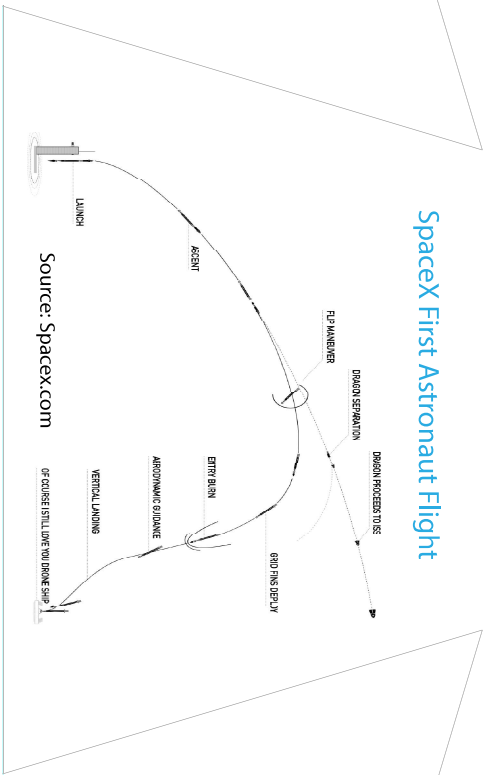 SpaceX First Astronaut Flight
DRAGON PROCEEDS TO ISS
DRAGON SEPARATION
FLIP MANEUVER
GRID FINS DEPLOY
ENTRY BURN
ASCENT
AERODYNAMIC GUIDANCE
VERTICAL LANDING
LAUNCH
OF COURSE I STILL LOVE YOU DRONE SHIP
Source: Spacex.com